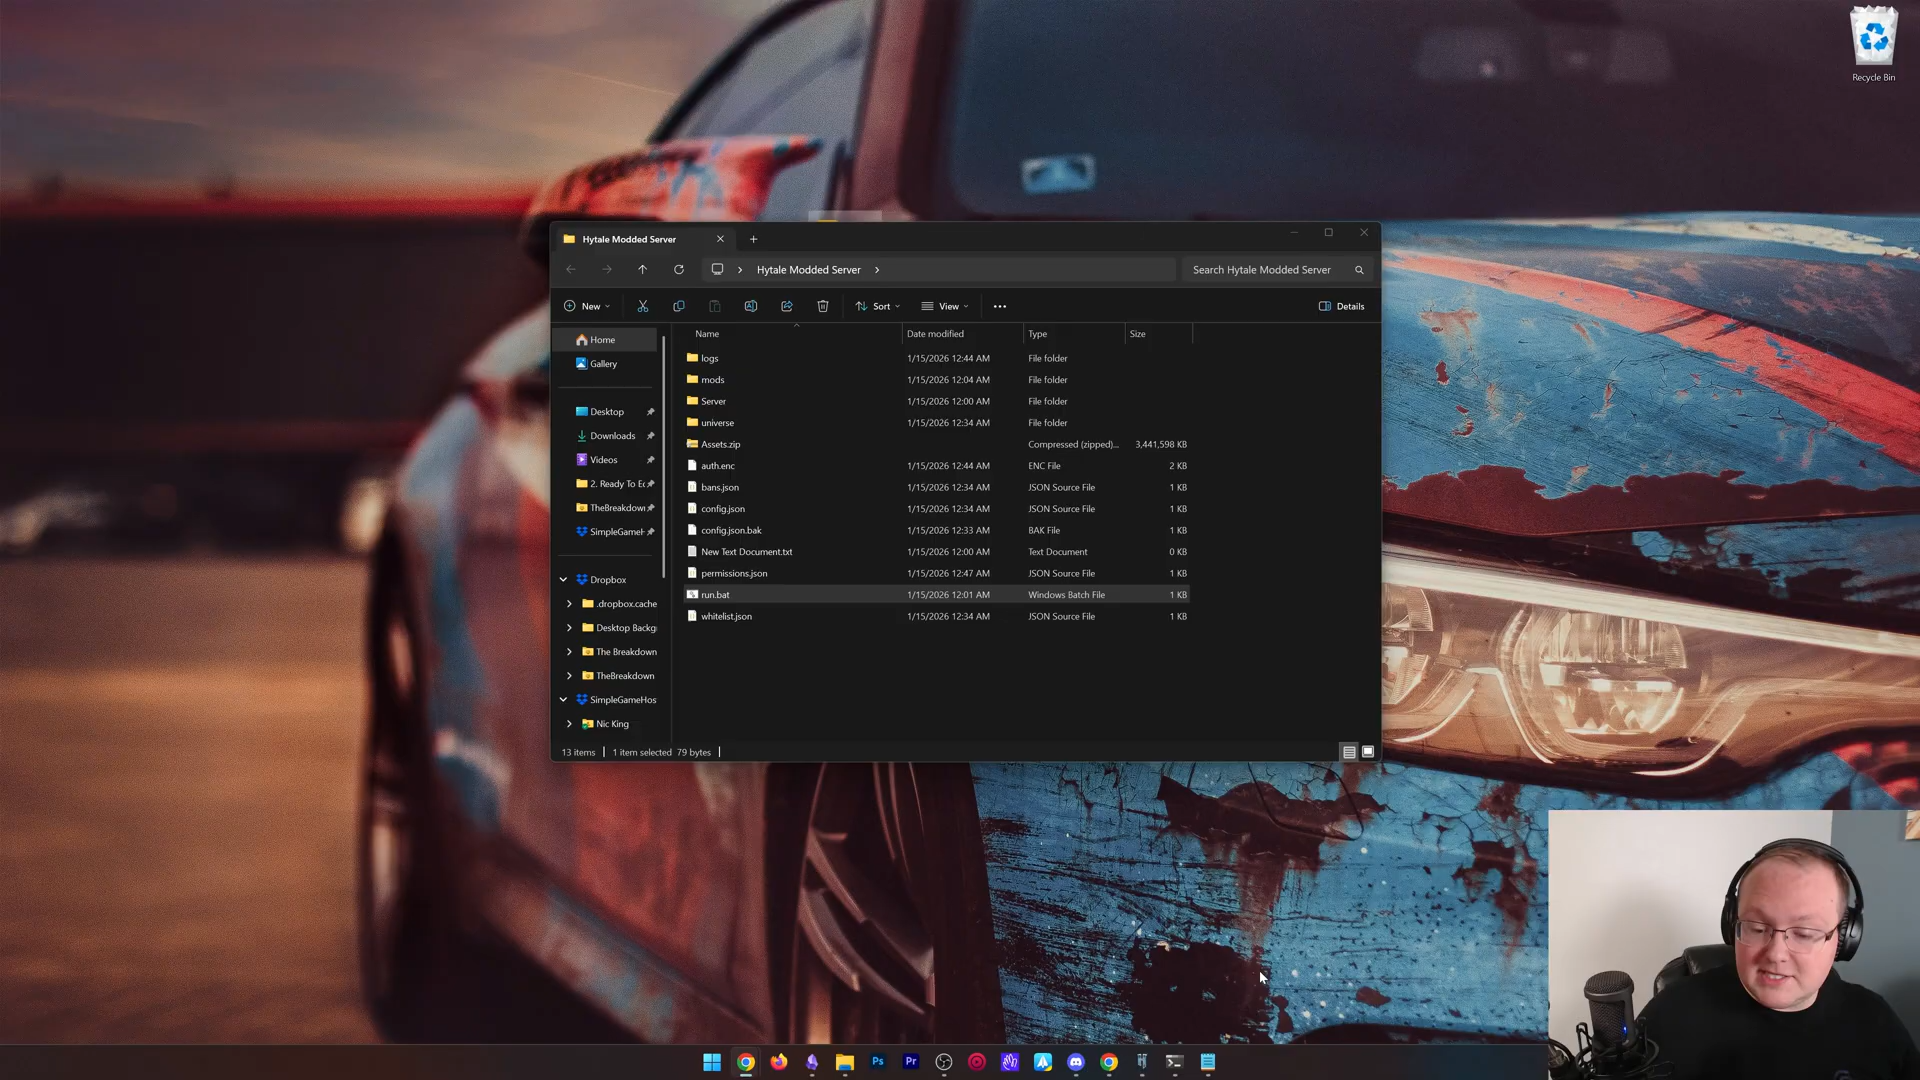 Recycle Bin
Hytale Modded Server
Hytale Modded Server
Search Hytale Modded Server
New
Sort
View
Details
Home
Gallery
Desktop
Downloads
Videos
2. Ready To Ec
TheBreakdown
SimpleGameH
Dropbox
.dropbox.cache
Desktop Backg
The Breakdown
TheBreakdown
SimpleGameHos
Nic King
Name Date modified Type Size
logs 1/15/2026 12:44 AM File folder
mods 1/15/2026 12:04 AM File folder
Server 1/15/2026 12:00 AM File folder
universe 1/15/2026 12:34 AM File folder
Assets.zip Compressed (zipped)... 3,441,598 KB
auth.enc 1/15/2026 12:44 AM ENC File 2 KB
bans.json 1/15/2026 12:34 AM JSON Source File 1 KB
config.json 1/15/2026 12:34 AM JSON Source File 1 KB
config.json.bak 1/15/2026 12:33 AM BAK File 1 KB
New Text Document.txt 1/15/2026 12:00 AM Text Document 0 KB
permissions.json 1/15/2026 12:47 AM JSON Source File 1 KB
run.bat 1/15/2026 12:01 AM Windows Batch File 1 KB
whitelist.json 1/15/2026 12:34 AM JSON Source File 1 KB
13 items 1 item selected 79 bytes
Ps
Pr